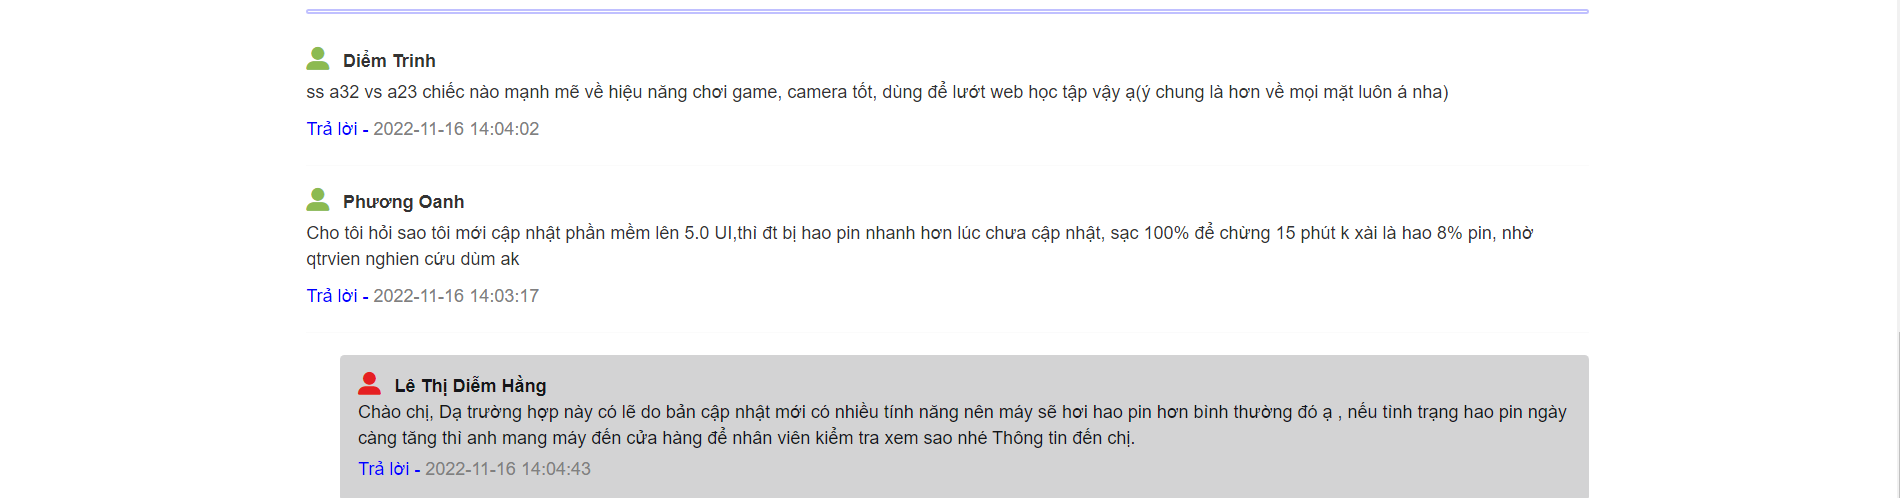 Diểm Trinh
ss a32 vs a23 chiếc nào mạnh mẽ về hiệu năng chơi game, camera tốt, dùng để lướt web học tập vậy ạ(ý chung là hơn về mọi mặt luôn á nha)
Trả lời - 2022-11-16 14:04:02
Phương Oanh
Cho tôi hỏi sao tôi mới cập nhật phần mềm lên 5.0 UI,thì đt bị hao pin nhanh hơn lúc chưa cập nhật, sạc 100% để chừng 15 phút k xài là hao 8% pin, nhờ
qtrvien nghien cứu dùm ak
Trả lời - 2022-11-16 14:03:17
Lê Thị Diễm Hằng
Chào chị, Dạ trường hợp này có lẽ do bản cập nhật mới có nhiều tính năng nên máy sẽ hơi hao pin hơn bình thường đó ạ , nếu tình trạng hao pin ngày
càng tăng thì anh mang máy đến cửa hàng để nhân viên kiểm tra xem sao nhé Thông tin đến chị.
Trả lời - 2022-11-16 14:04:43